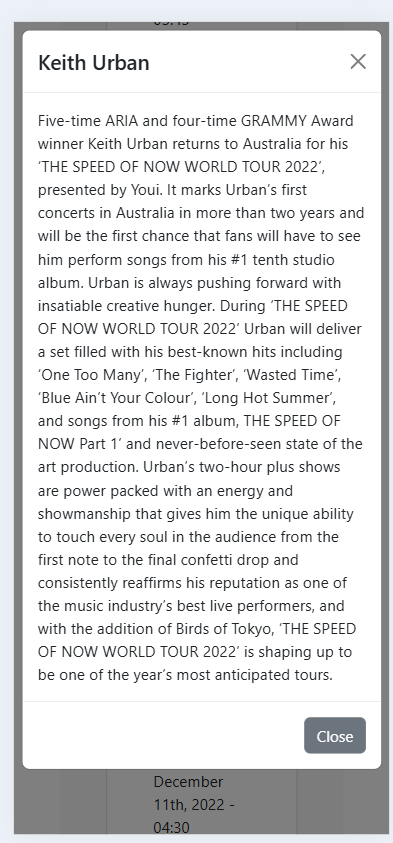 Keith Urban
Five-time ARIA and four-time GRAMMY Award
winner Keith Urban returns to Australia for his
‘THE SPEED OF NOW WORLD TOUR 2022’,
presented by Youi. It marks Urban’s first
concerts in Australia in more than two years and
will be the first chance that fans will have to see
him perform songs from his #1 tenth studio
album. Urban is always pushing forward with
insatiable creative hunger. During ‘THE SPEED
OF NOW WORLD TOUR 2022’ Urban will deliver
a set filled with his best-known hits including
‘One Too Many’, ‘The Fighter’, ‘Wasted Time’,
‘Blue Ain’t Your Colour’, ‘Long Hot Summer’,
and songs from his #1 album, THE SPEED OF
NOW Part 1’ and never-before-seen state of the
art production. Urban’s two-hour plus shows
are power packed with an energy and
showmanship that gives him the unique ability
to touch every soul in the audience from the
first note to the final confetti drop and
consistently reaffirms his reputation as one of
the music industry’s best live performers, and
with the addition of Birds of Tokyo, ‘THE SPEED
OF NOW WORLD TOUR 2022’ is shaping up to
be one of the year’s most anticipated tours.
Close
December
11th, 2022 -
04:30